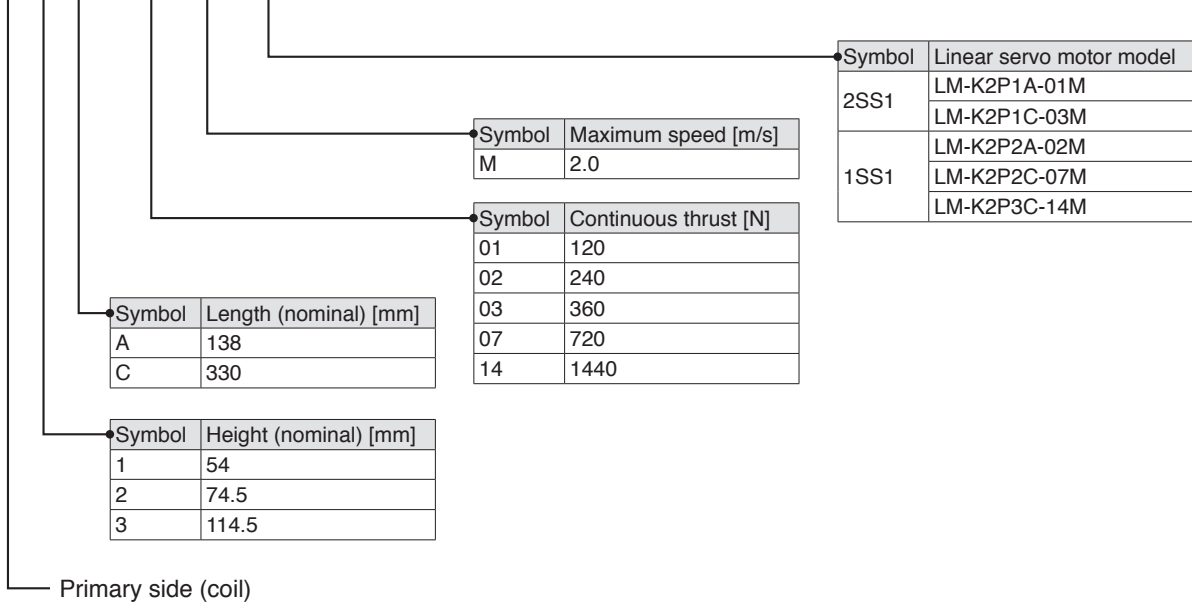 Symbol Linear servo motor model
2SS1 LM-K2P1A-01M
LM-K2P1C-03M
1SS1 LM-K2P2A-02M
LM-K2P2C-07M
LM-K2P3C-14M
Symbol Maximum speed [m/s]
M 2.0
Symbol Continuous thrust [N]
01 120
02 240
03 360
07 720
14 1440
Symbol Length (nominal) [mm]
A 138
C 330
Symbol Height (nominal) [mm]
1 54
2 74.5
3 114.5
Primary side (coil)